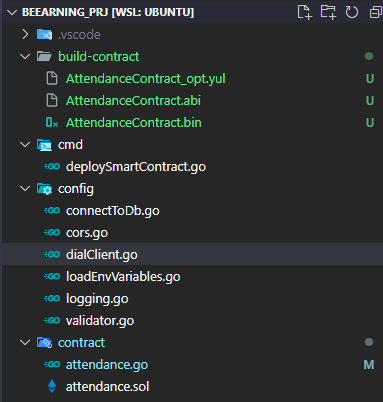 BEEARNING_PRJ [WSL: UBUNTU]
.vscode
build-contract
AttendanceContract_opt.yul U
AttendanceContract.abi U
AttendanceContract.bin U
cmd
GO deploySmartContract.go
config
GO connectToDb.go
GO cors.go
GO dialClient.go
GO loadEnvVariables.go
GO logging.go
GO validator.go
contract
GO attendance.go M
attendance.sol